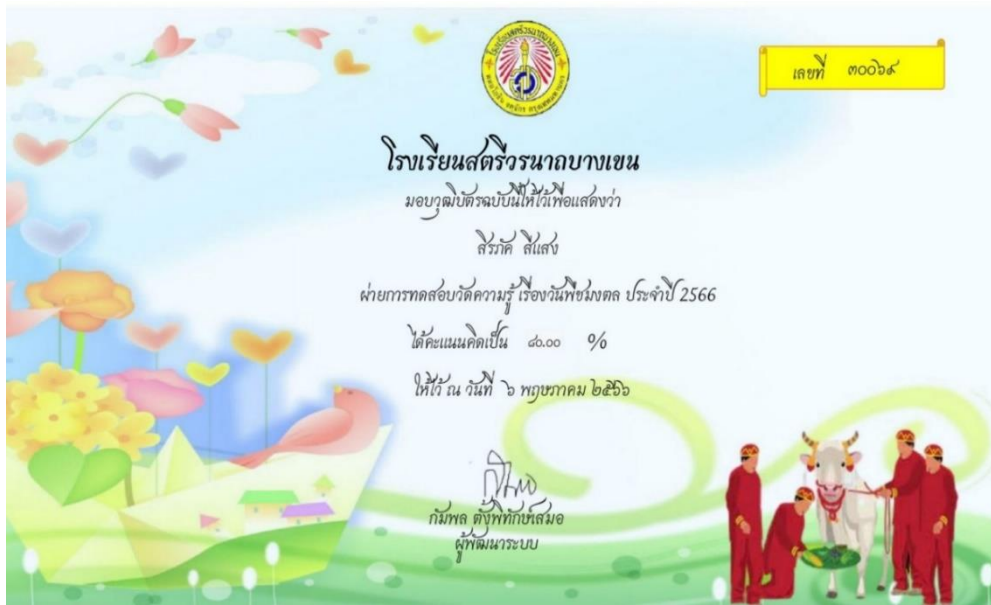 เลขที่ ๓๐๐๖๙
โรงเรียนสตรีวรนาถบางเขน
มอบวุฒิบัตรฉบับนี้ให้ไว้เพื่อแสดงว่า
สิรภัค สีแสง
ผ่ายการทดสอบวัดความรู้ เรื่องวันพืชมงตล ประจำปี 2566
ได้คะแนนคิดเป็น ๘๐.๐๐ %
ให้ไว้ ณ วันที่ ๖ พฤษภาคม ๒๕๖๖
กัมพล ตั้งพิทักษ์เสมอ
ผู้พัฒนาระบบ